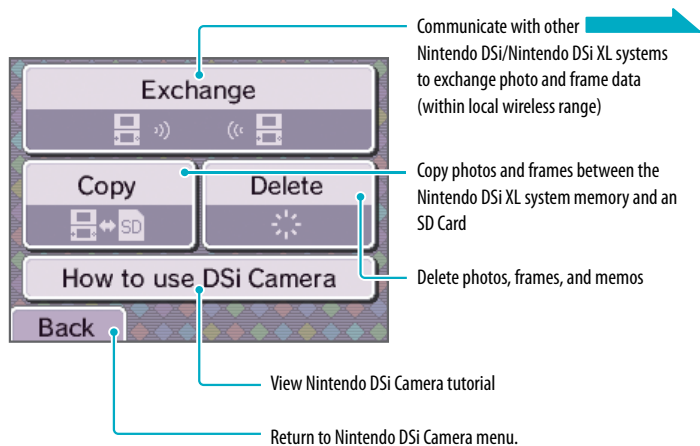 Communicate with other
Nintendo DSi/Nintendo DSi XL systems
to exchange photo and frame data
(within local wireless range)
Exchange
Copy photos and frames between the
Nintendo DSi XL system memory and an
SD Card
Copy
Delete
SD
Delete photos, frames, and memos
How to use DSi Camera
Back
View Nintendo DSi Camera tutorial
Return to Nintendo DSi Camera menu.